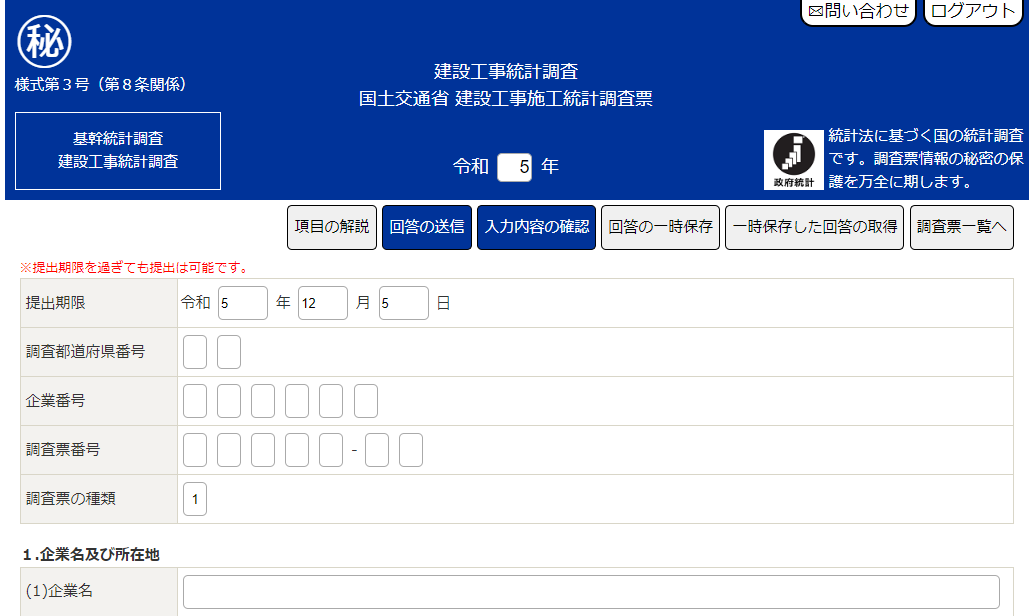 ✉問い合わせ ログアウト
秘
様式第３号（第８条関係）
建設工事統計調査
国土交通省 建設工事施工統計調査票
基幹統計調査
建設工事統計調査
令和 5 年
政府統計
統計法に基づく国の統計調査
です。調査票情報の秘密の保
護を万全に期します。
項目の解説 回答の送信 入力内容の確認 回答の一時保存 一時保存した回答の取得 調査票一覧へ
※提出期限を過ぎても提出は可能です。
提出期限 令和 5 年 12 月 5 日
調査都道府県番号
企業番号
調査票番号 -
調査票の種類 1
１.企業名及び所在地
(1)企業名